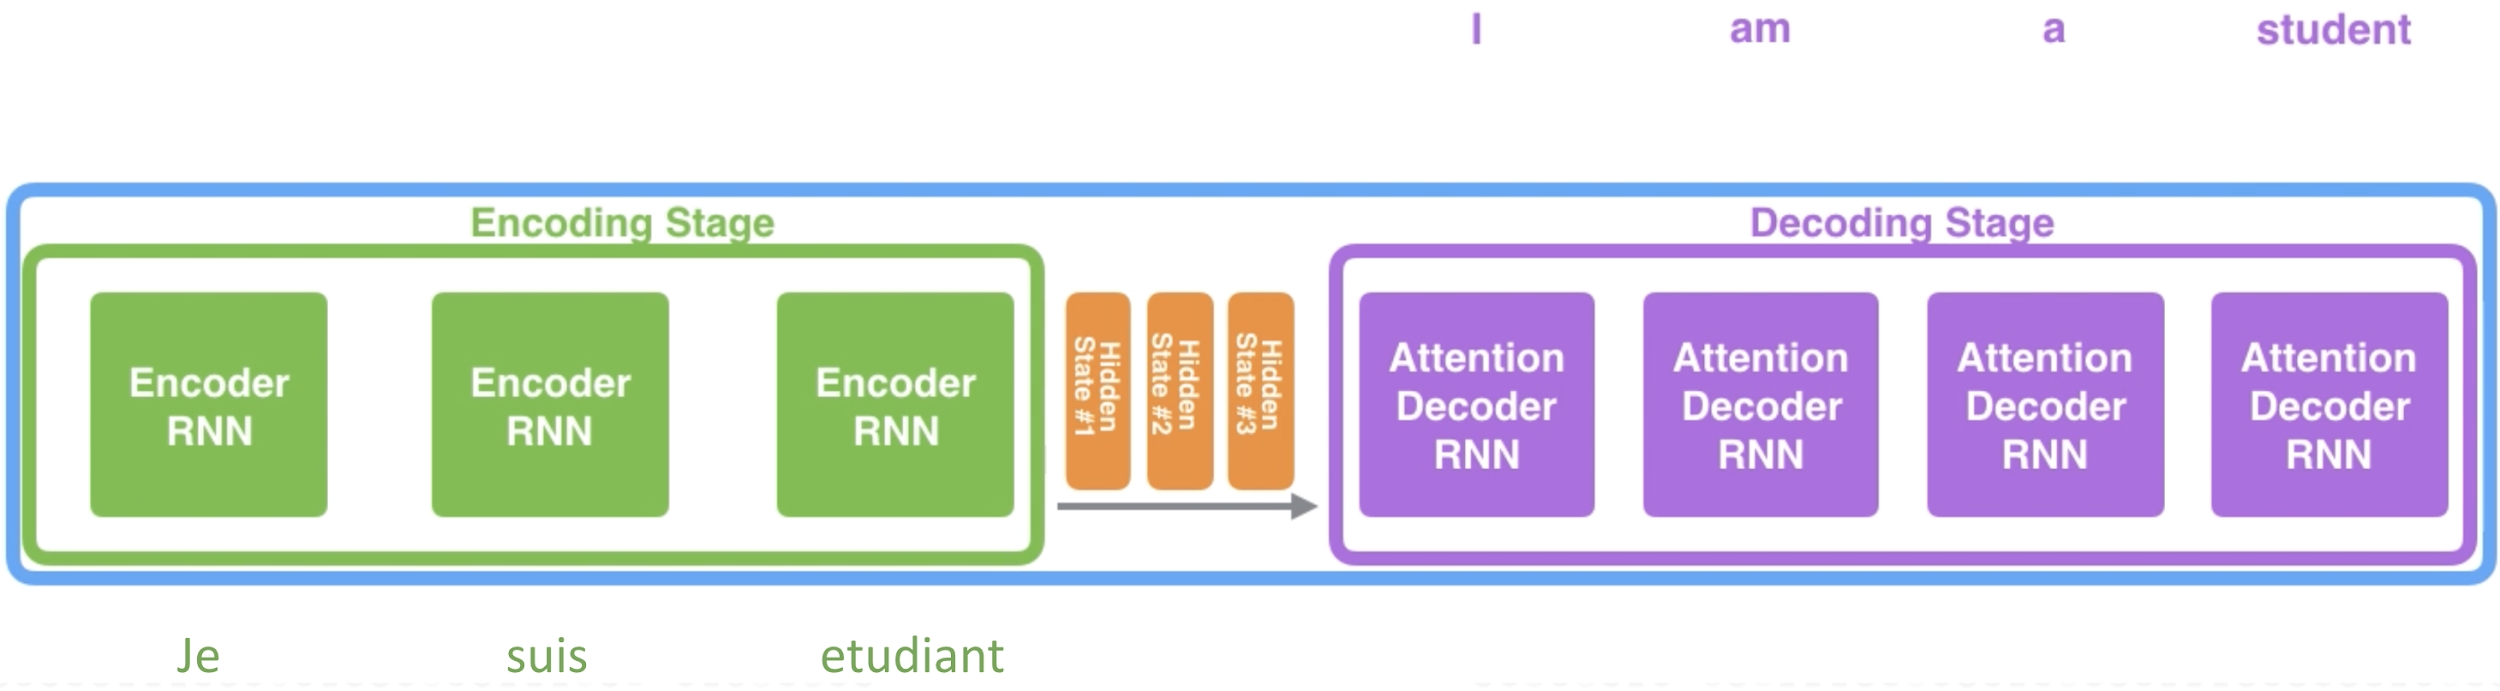 I am a student
Encoding Stage
Decoding Stage
Encoder
RNN
Encoder
RNN
Encoder
RNN
Hidden
State #1
Hidden
State #2
Hidden
State #3
Attention
Decoder
RNN
Attention
Decoder
RNN
Attention
Decoder
RNN
Attention
Decoder
RNN
Je suis etudiant